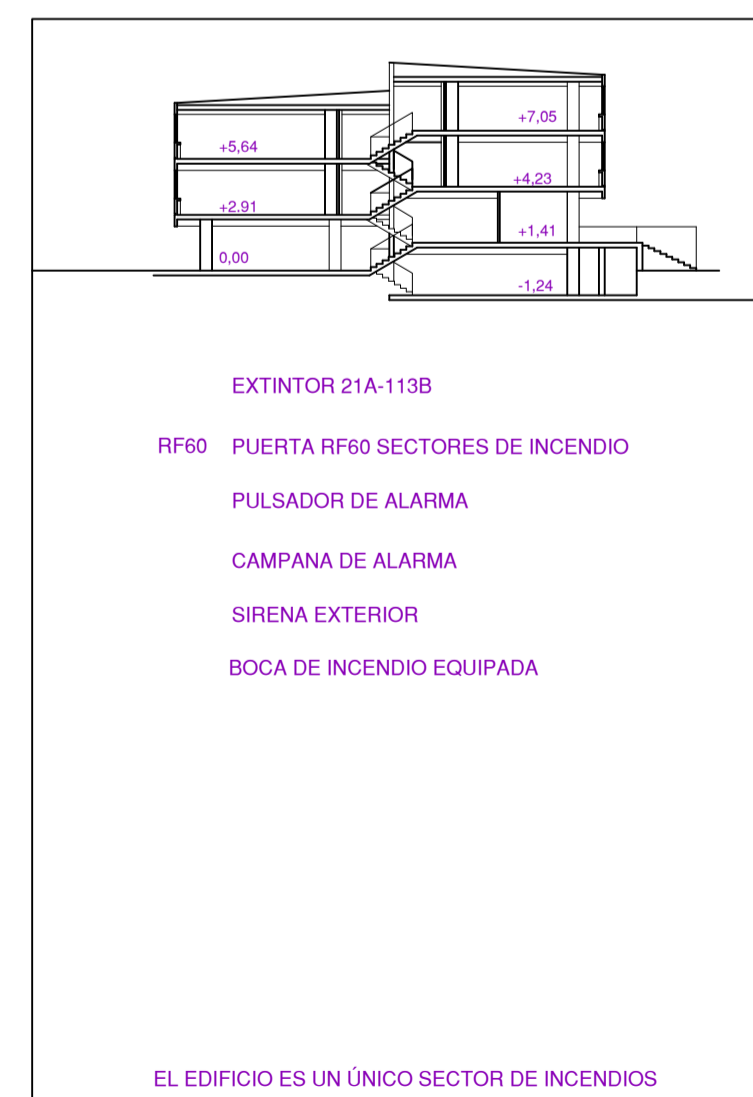 +7,05
+5,64
+4,23
+2.91
+1,41
0,00
-1,24
EXTINTOR 21A-113B
RF60 PUERTA RF60 SECTORES DE INCENDIO
PULSADOR DE ALARMA
CAMPANA DE ALARMA
SIRENA EXTERIOR
BOCA DE INCENDIO EQUIPADA
EL EDIFICIO ES UN ÚNICO SECTOR DE INCENDIOS